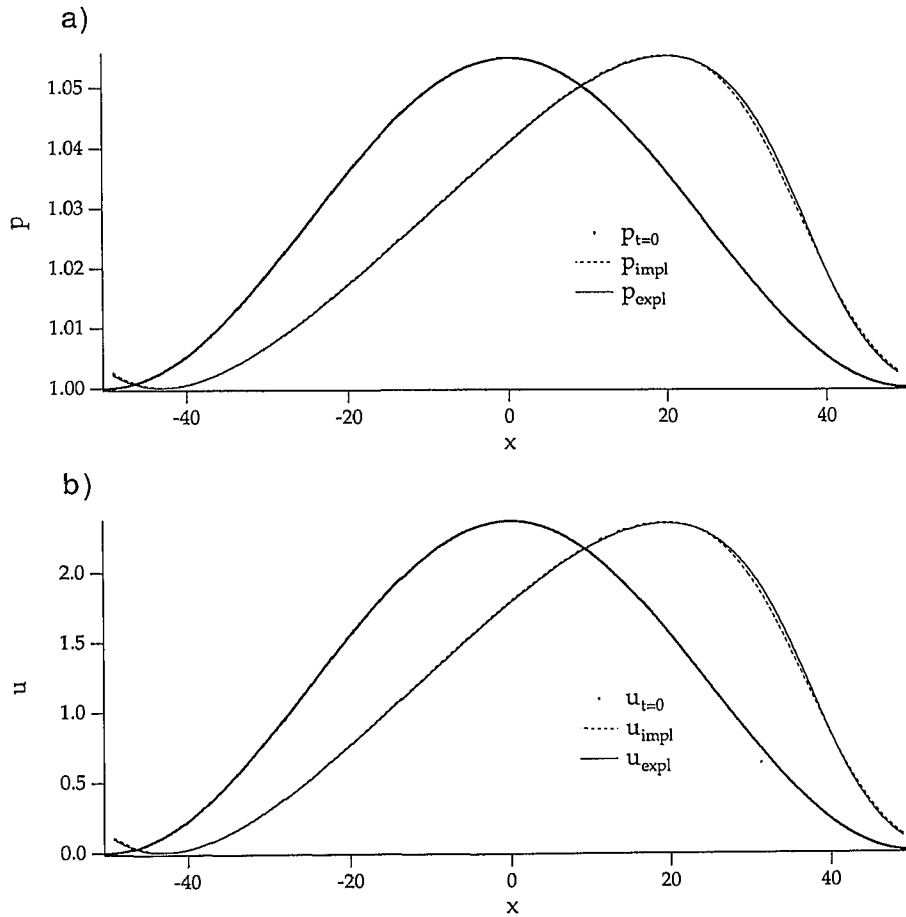 a)
1.05
1.04
1.03
1.02
1.01
1.00
p
p_{t=0}
p_{impl}
p_{expl}
-40 -20 0 20 40
x
b)
2.0
1.5
1.0
0.5
0.0
u
u_{t=0}
u_{impl}
u_{expl}
-40 -20 0 20 40
x